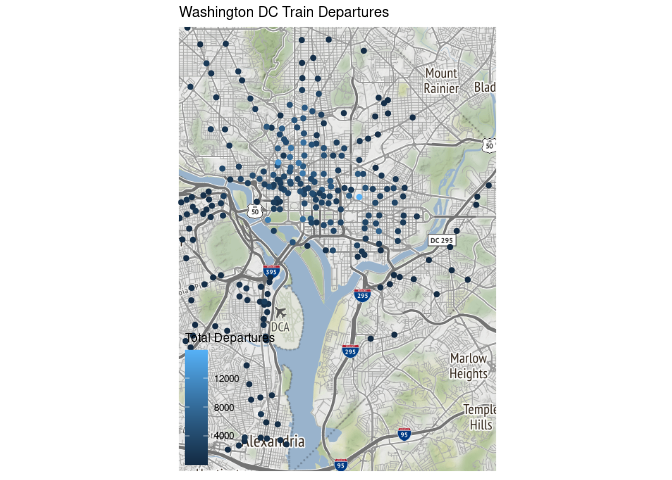 Washington DC Train Departures
Mount
Rainier
Blad
50
50
DC 295
395
295
DCA
Total Departures
295
12000
Marlow
Heights
8000
Temple
Hills
4000
95
Alexandria
95